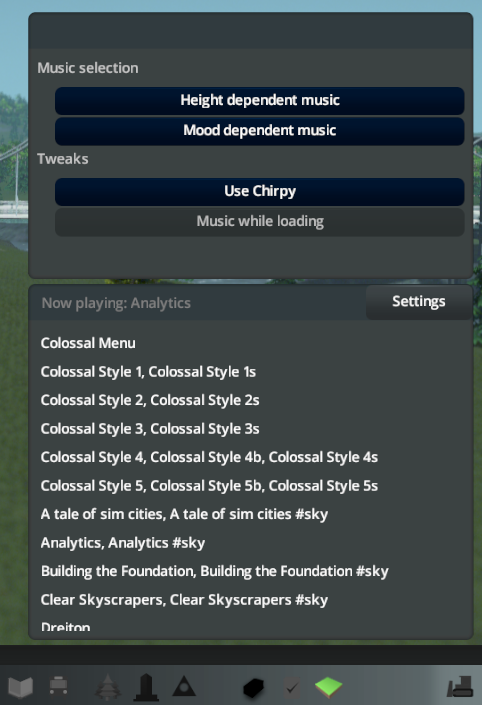 Music selection
Height dependent music
Mood dependent music
Tweaks
Use Chirpy
Music while loading
Now playing: Analytics
Settings
Colossal Menu
Colossal Style 1, Colossal Style 1s
Colossal Style 2, Colossal Style 2s
Colossal Style 3, Colossal Style 3s
Colossal Style 4, Colossal Style 4b, Colossal Style 4s
Colossal Style 5, Colossal Style 5b, Colossal Style 5s
A tale of sim cities, A tale of sim cities #sky
Analytics, Analytics #sky
Building the Foundation, Building the Foundation #sky
Clear Skyscrapers, Clear Skyscrapers #sky
Dreiton